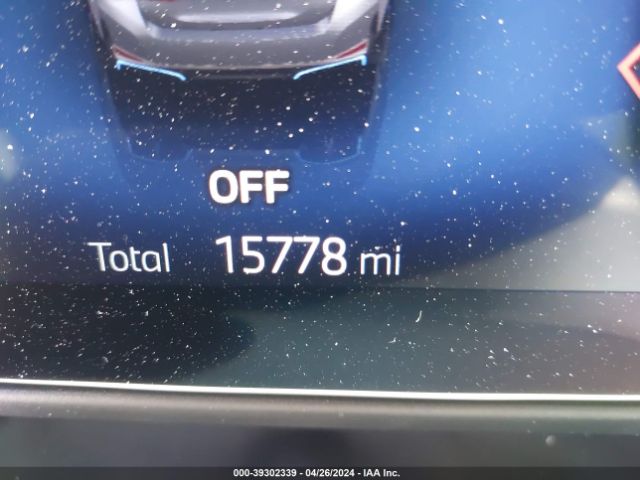 OFF
Total 15778 mi
000-39302339 - 04/26/2024 - IAA Inc.